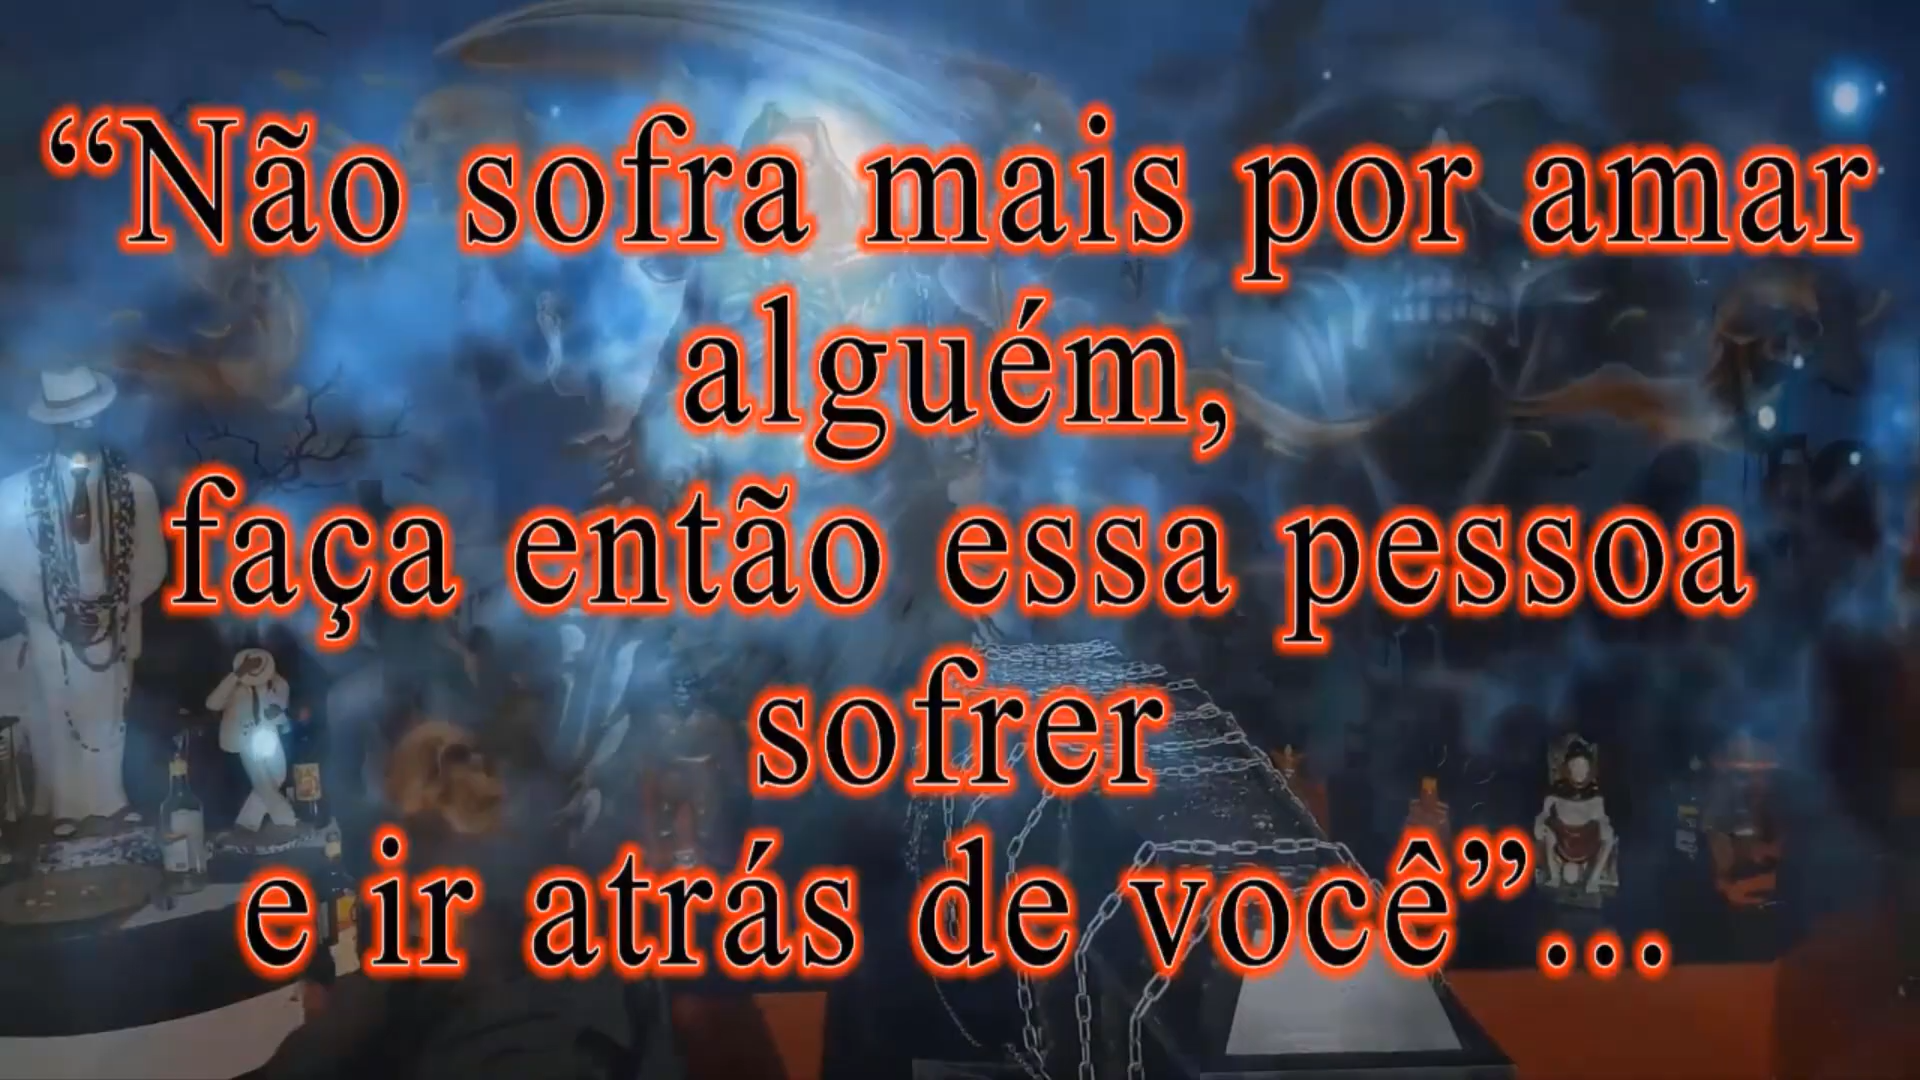 “Não sofra mais por amar
alguém,
faça então essa pessoa
sofrer
e ir atrás de você”...